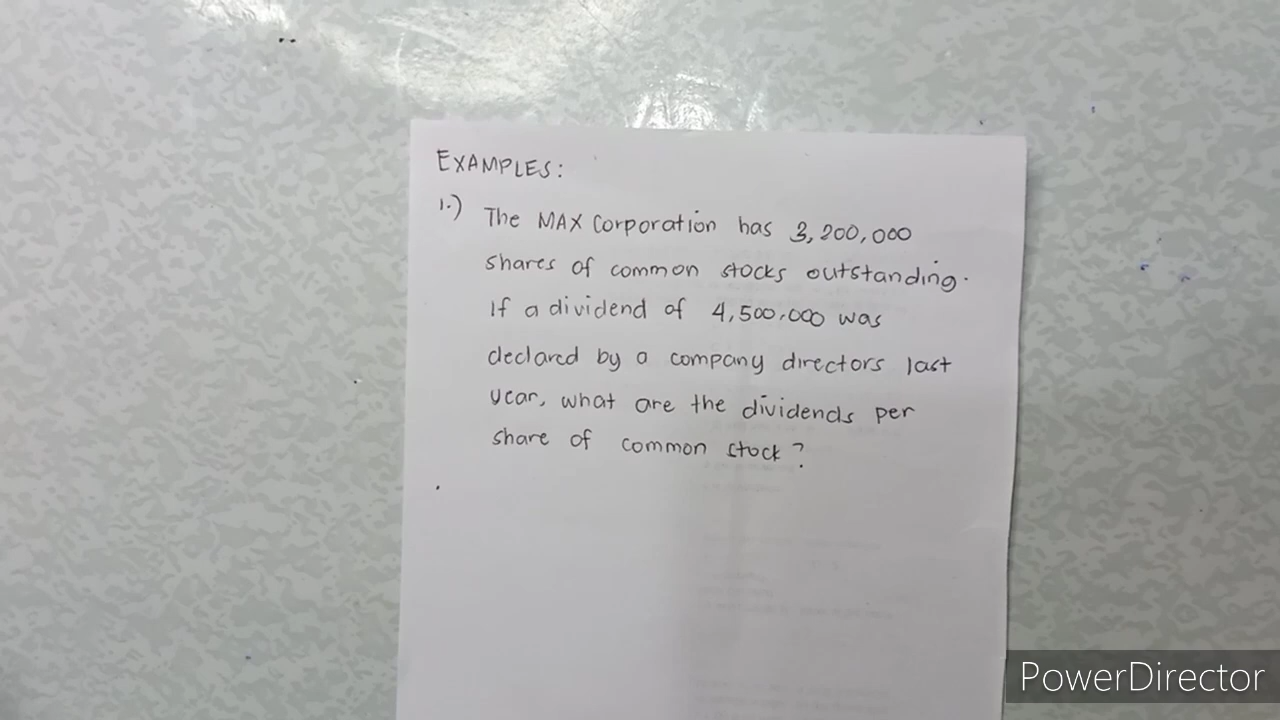 EXAMPLES:
1.) The MAX Corporation has 3,200,000
shares of common stocks outstanding.
If a dividend of 4,500,000 was
declared by a company directors last
year, what are the dividends per
share of common stock?
PowerDirector